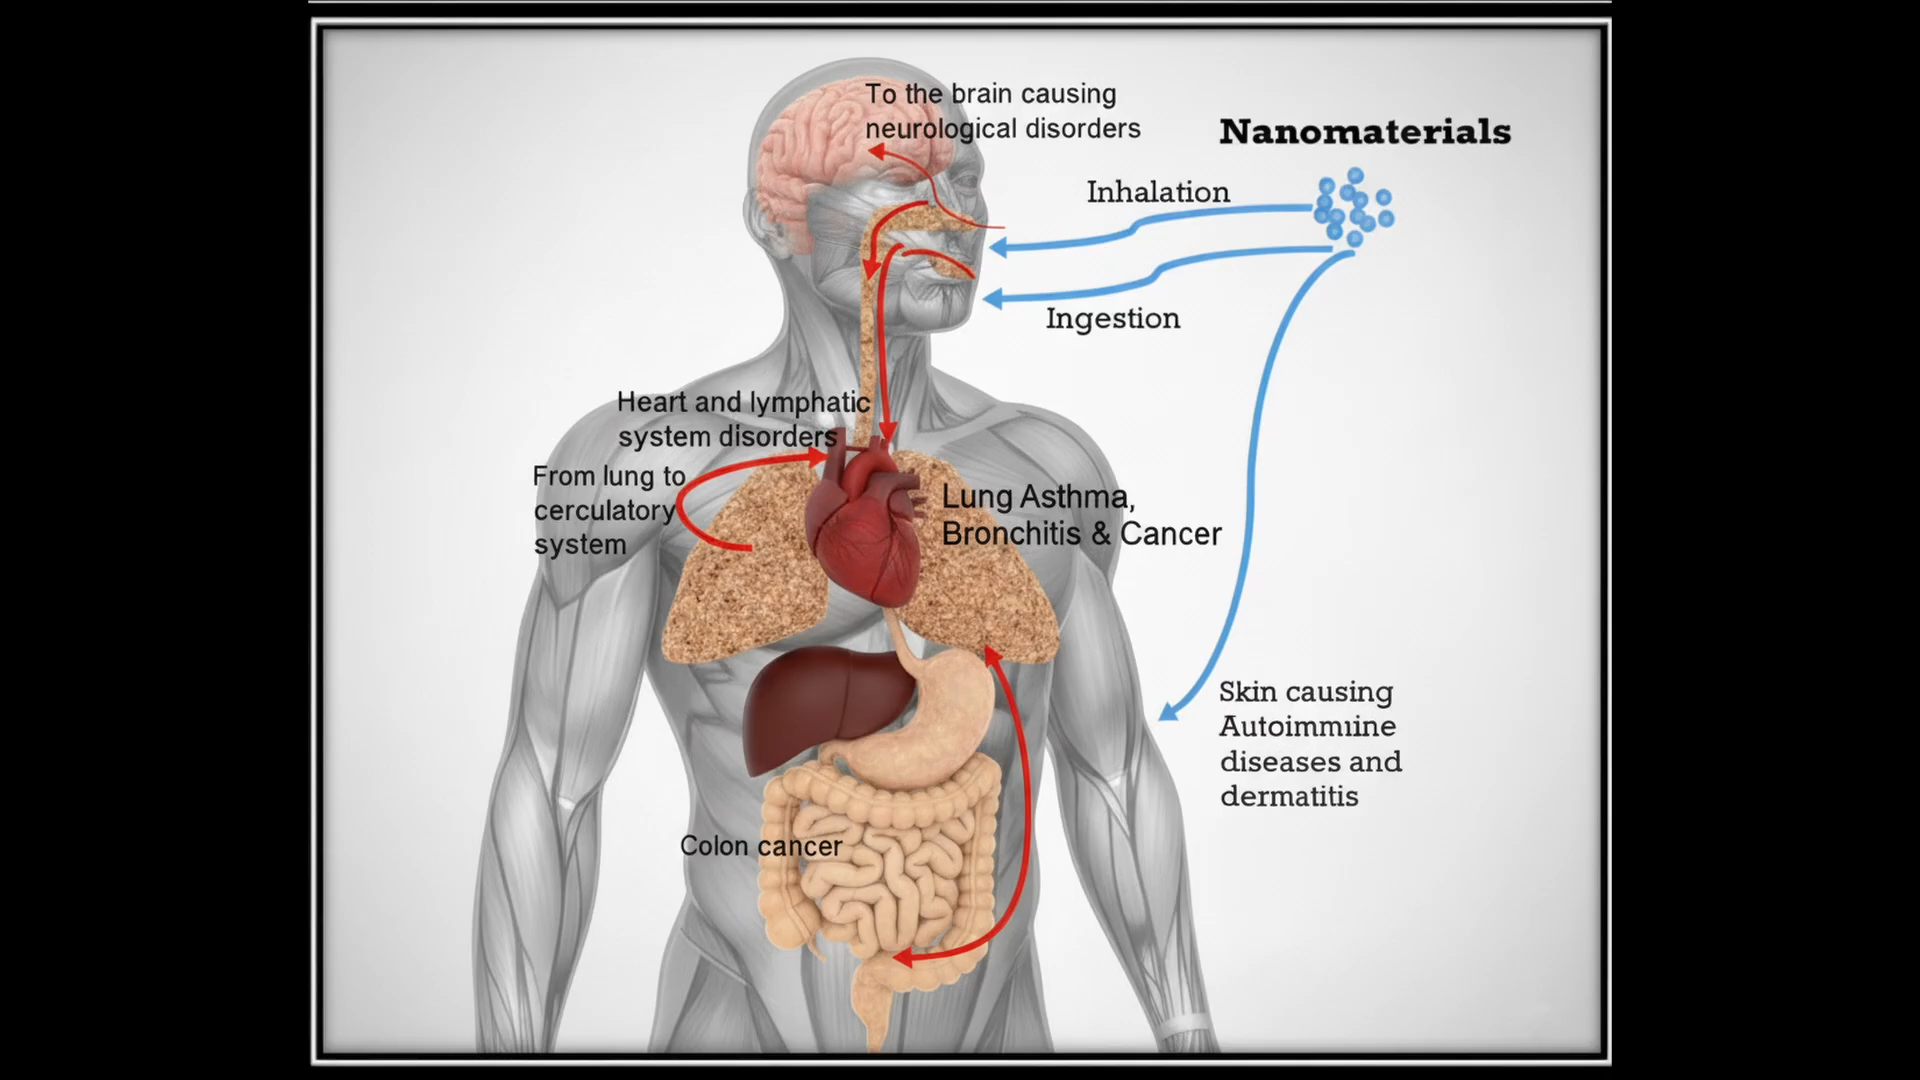 To the brain causing
neurological disorders
Nanomaterials
Inhalation
Ingestion
Heart and lymphatic
system disorders
From lung to
cerculatory
system
Lung Asthma,
Bronchitis & Cancer
Skin causing
Autoimmıine
diseases and
dermatitis
Colon cancer